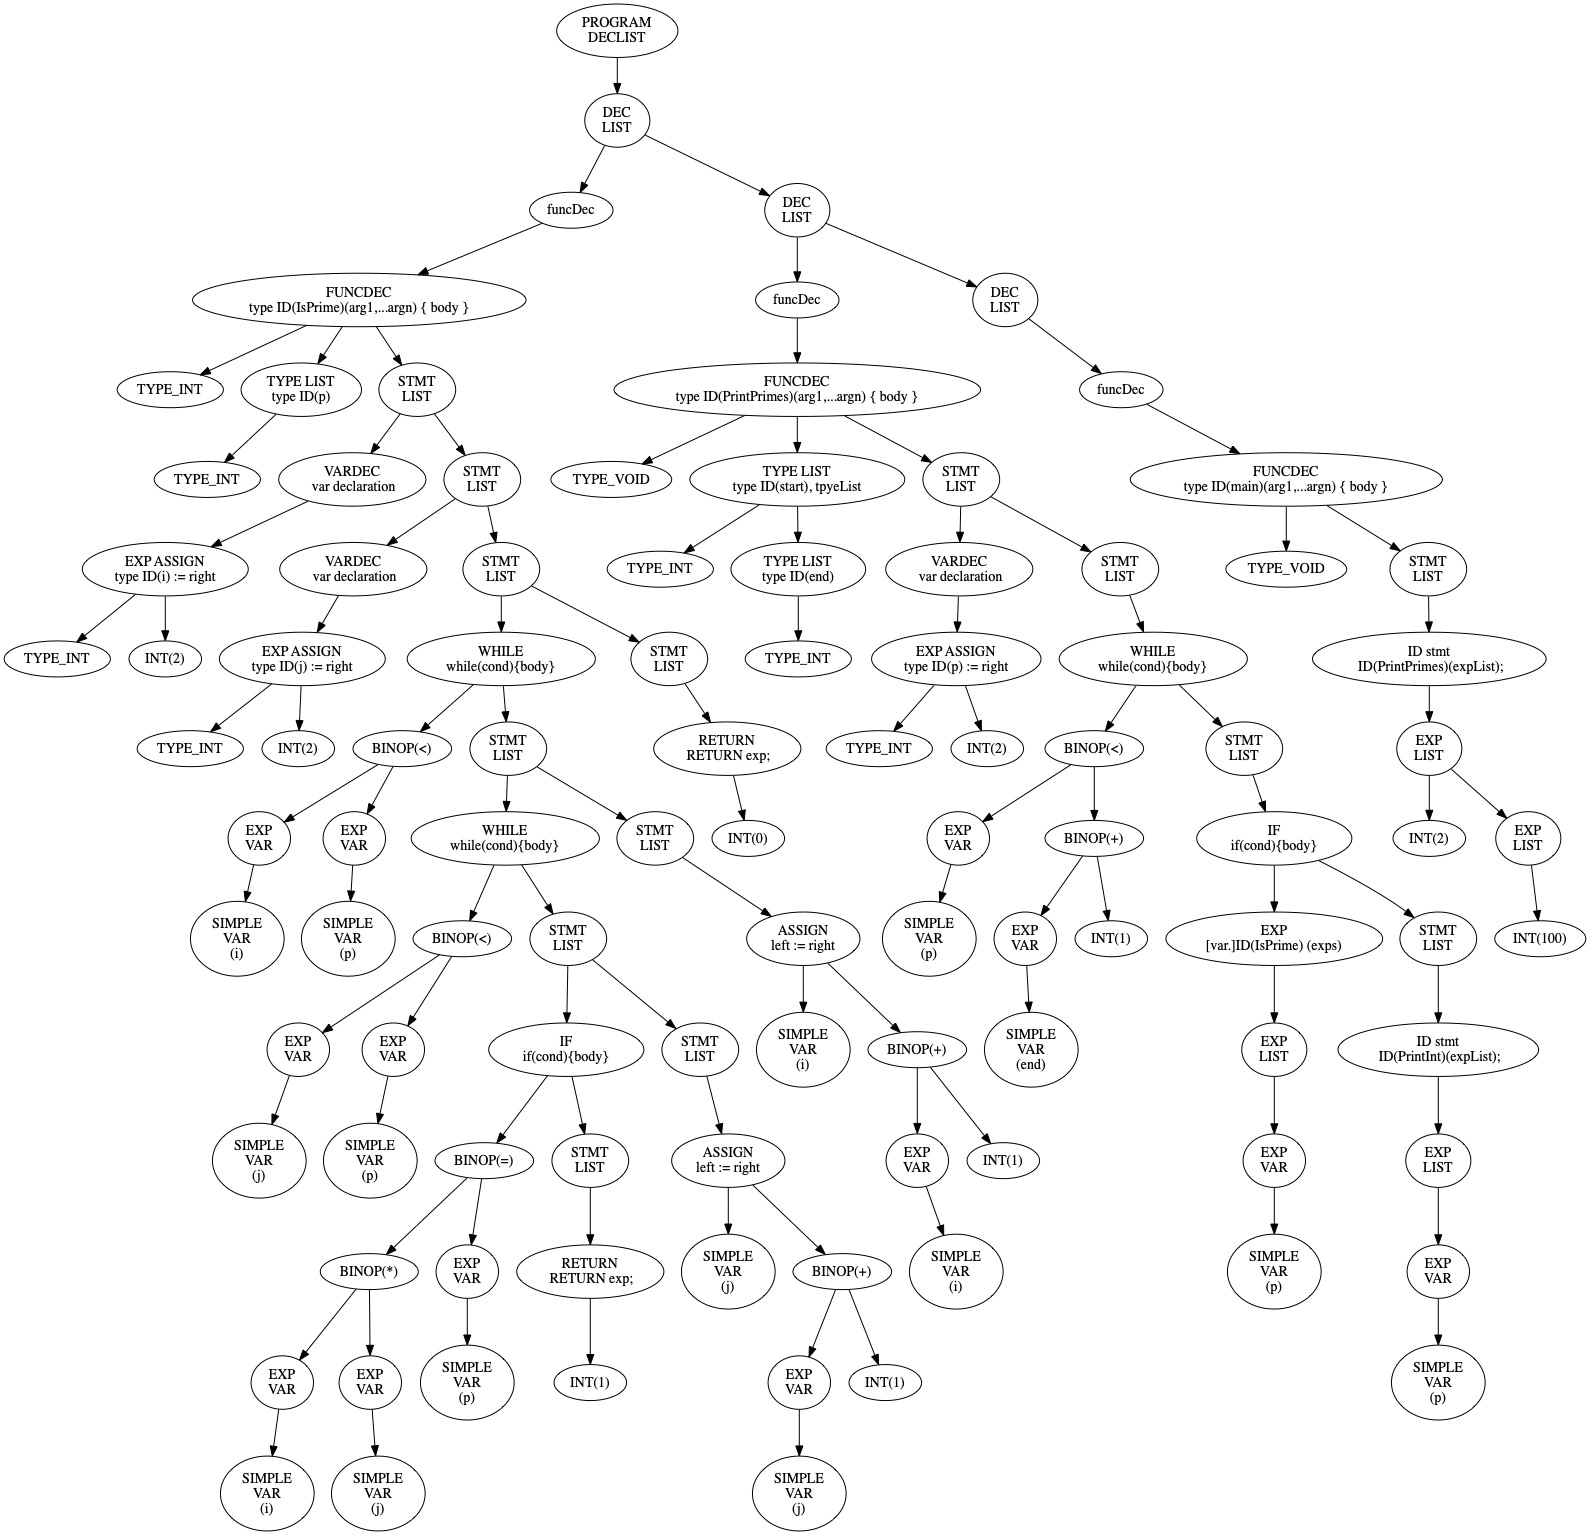 PROGRAM
DECLIST
DEC
LIST
funcDec
DEC
LIST
FUNCDEC
type ID(IsPrime)(arg1,...argn) { body }
funcDec
DEC
LIST
TYPE_INT
TYPE LIST
type ID(p)
STMT
LIST
FUNCDEC
type ID(PrintPrimes)(arg1,...argn) { body }
funcDec
TYPE_INT
VARDEC
var declaration
STMT
LIST
TYPE_VOID
TYPE LIST
type ID(start), tpyeList
STMT
LIST
FUNCDEC
type ID(main)(arg1,...argn) { body }
EXP ASSIGN
type ID(i) := right
VARDEC
var declaration
STMT
LIST
TYPE_INT
TYPE LIST
type ID(end)
VARDEC
var declaration
STMT
LIST
TYPE_VOID
STMT
LIST
TYPE_INT
INT(2)
EXP ASSIGN
type ID(j) := right
WHILE
while(cond){body}
STMT
LIST
TYPE_INT
EXP ASSIGN
type ID(p) := right
WHILE
while(cond){body}
ID stmt
ID(PrintPrimes)(expList);
TYPE_INT
INT(2)
BINOP(<)
STMT
LIST
RETURN
RETURN exp;
TYPE_INT
INT(2)
BINOP(<)
STMT
LIST
EXP
LIST
EXP
VAR
EXP
VAR
WHILE
while(cond){body}
STMT
LIST
INT(0)
EXP
VAR
BINOP(+)
IF
if(cond){body}
INT(2)
EXP
LIST
SIMPLE
VAR
(i)
SIMPLE
VAR
(p)
BINOP(<)
STMT
LIST
ASSIGN
left := right
SIMPLE
VAR
(p)
EXP
VAR
INT(1)
EXP
[var.]ID(IsPrime) (exps)
STMT
LIST
INT(100)
EXP
VAR
EXP
VAR
IF
if(cond){body}
STMT
LIST
SIMPLE
VAR
(i)
BINOP(+)
SIMPLE
VAR
(end)
EXP
LIST
ID stmt
ID(PrintInt)(expList);
SIMPLE
VAR
(j)
SIMPLE
VAR
(p)
BINOP(=)
STMT
LIST
ASSIGN
left := right
EXP
VAR
INT(1)
EXP
VAR
EXP
LIST
BINOP(*)
EXP
VAR
RETURN
RETURN exp;
SIMPLE
VAR
(j)
BINOP(+)
SIMPLE
VAR
(i)
SIMPLE
VAR
(p)
EXP
VAR
EXP
VAR
EXP
VAR
SIMPLE
VAR
(p)
INT(1)
EXP
VAR
INT(1)
SIMPLE
VAR
(p)
SIMPLE
VAR
(i)
SIMPLE
VAR
(j)
SIMPLE
VAR
(j)